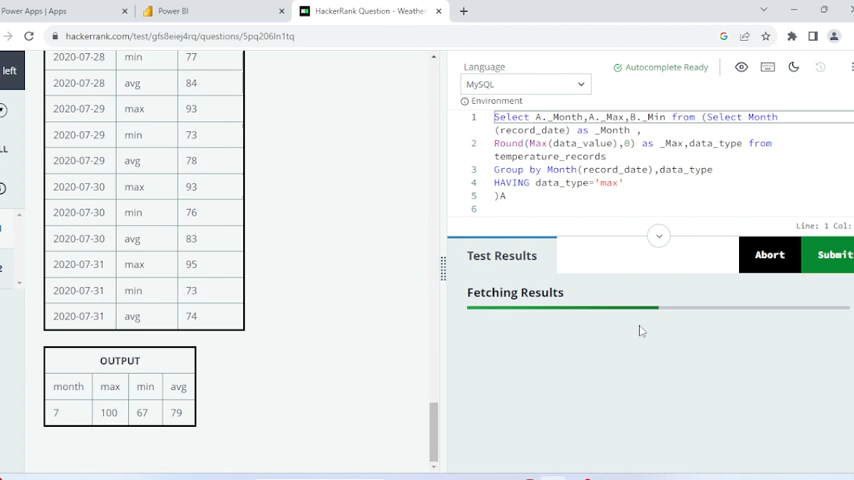 Power Apps | Apps
Power BI
HackerRank Question - Weathe
hackerrank.com/test/gfs8eiej4rq/questions/5pq206ln1tq
left
LL
1
2
2020-07-28 min 77
avg 84
2020-07-29 max 93
2020-07-29 min 73
2020-07-29 avg 78
2020-07-30 max 93
2020-07-30 min 76
2020-07-30 avg 83
2020-07-31 max 95
2020-07-31 min 73
2020-07-31 avg 74
OUTPUT
month max min avg
7 100 67 79
Language
Autocomplete Ready
MySQL
Environment
1 Select A._Month,A._Max,B._Min from (Select Month
(record_date) as _Month ,
2 Round(Max(data_value),0) as _Max,data_type from
temperature_records
3 Group by Month(record_date),data_type
4 HAVING data_type='max'
5 )A
6
Line: 1 Col:
Test Results
Abort
Submit
Fetching Results